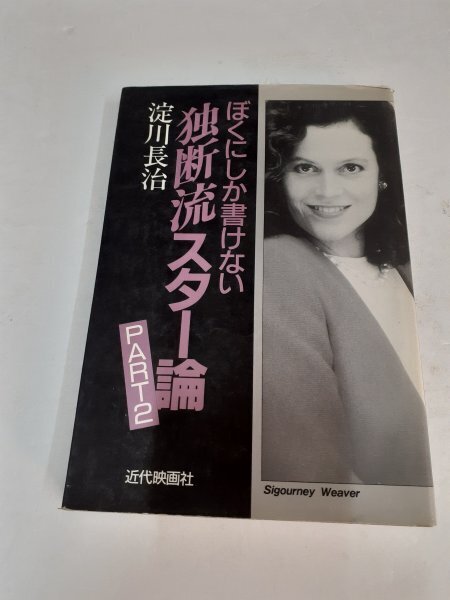 ぼくにしか書けない
独断流スター論
淀川長治
PART2
近代映画社
Sigourney Weaver